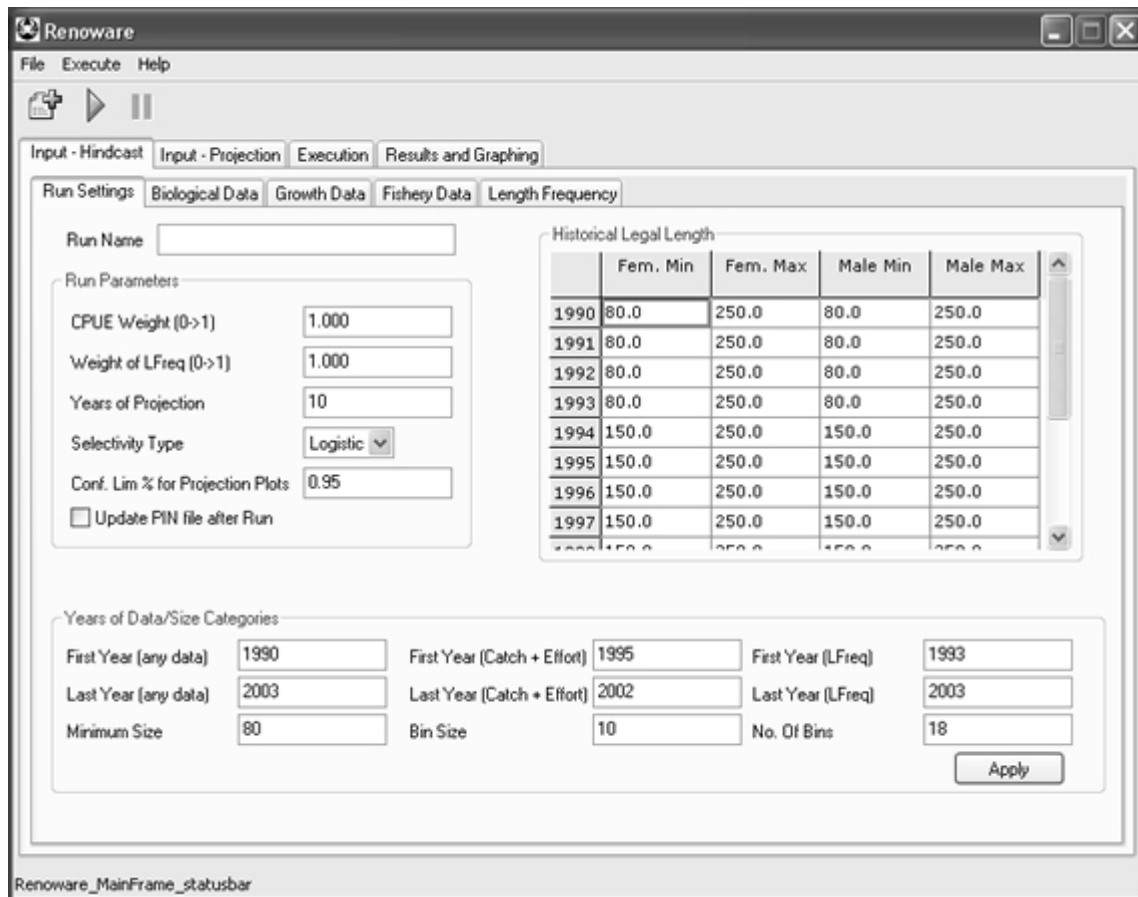 Renoware
File Execute Help
Input - Hindcast Input - Projection Execution Results and Graphing
Run Settings Biological Data Growth Data Fishery Data Length Frequency
Run Name
Run Parameters
CPUE Weight (0->1) 1.000
Weight of LFreq (0->1) 1.000
Years of Projection 10
Selectivity Type Logistic
Conf. Lim % for Projection Plots 0.95
Update PIN file after Run
Historical Legal Length
Fem. Min Fem. Max Male Min Male Max
1990 80.0 250.0 80.0 250.0
1991 80.0 250.0 80.0 250.0
1992 80.0 250.0 80.0 250.0
1993 80.0 250.0 80.0 250.0
1994 150.0 250.0 150.0 250.0
1995 150.0 250.0 150.0 250.0
1996 150.0 250.0 150.0 250.0
1997 150.0 250.0 150.0 250.0
Years of Data/Size Categories
First Year (any data) 1990 First Year (Catch + Effort) 1995 First Year (LFreq) 1993
Last Year (any data) 2003 Last Year (Catch + Effort) 2002 Last Year (LFreq) 2003
Minimum Size 80 Bin Size 10 No. Of Bins 18
Apply
Renoware_MainFrame_statusbar